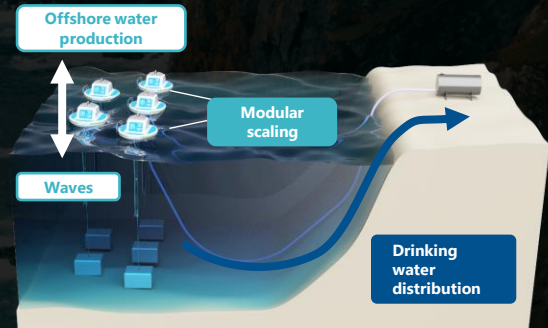 Offshore water
production
Modular
scaling
Waves
Drinking
water
distribution